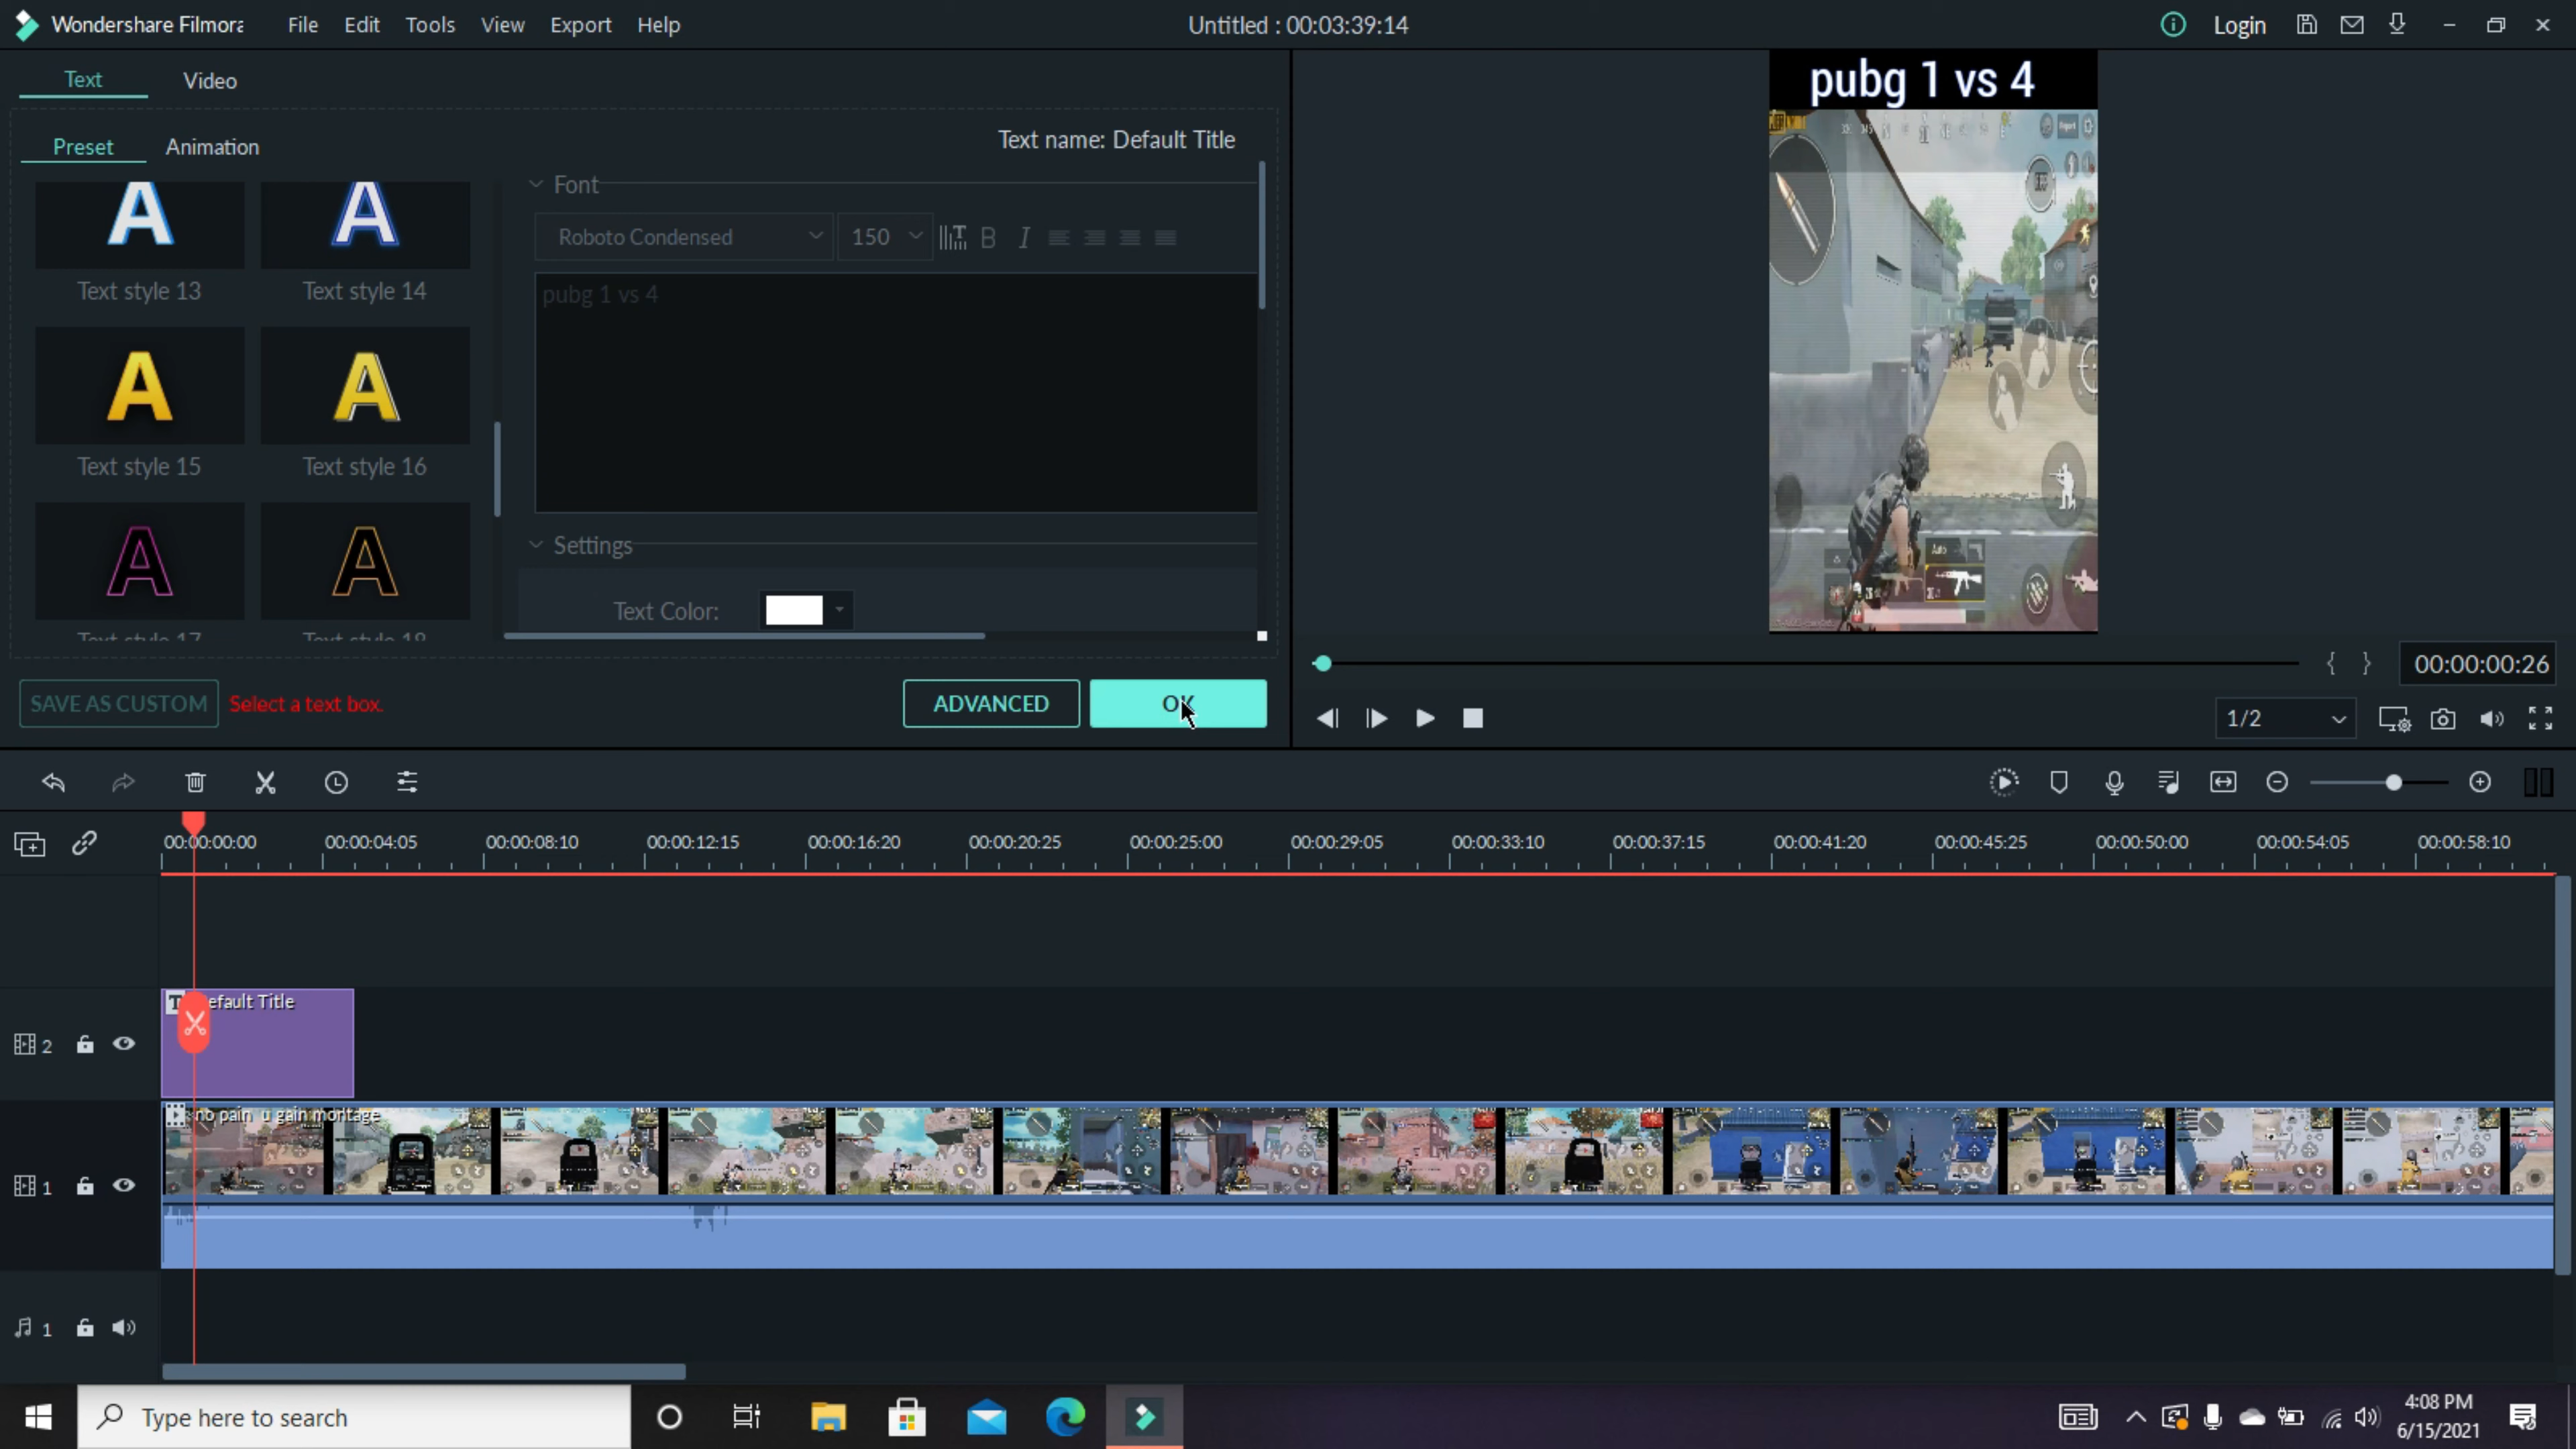 Wondershare Filmora
File Edit Tools View Export Help
Untitled : 00:03:39:14
Login
Text Video
Preset Animation
Text name: Default Title
Font
Roboto Condensed
150
B I
pubg 1 vs 4
Settings
Text Color:
A A
Text style 13 Text style 14
A A
Text style 15 Text style 16
A A
Text style 17 Text style 18
SAVE AS CUSTOM
Select a text box.
ADVANCED
OK
pubg 1 vs 4
Auto
{ }
00:00:00:26
1/2
00:00:00:00 00:00:04:05 00:00:08:10 00:00:12:15 00:00:16:20 00:00:20:25 00:00:25:00 00:00:29:05 00:00:33:10 00:00:37:15 00:00:41:20 00:00:45:25 00:00:50:00 00:00:54:05 00:00:58:10
2
T efault Title
1
no pain u gain montage
1
Type here to search
4:08 PM
6/15/2021